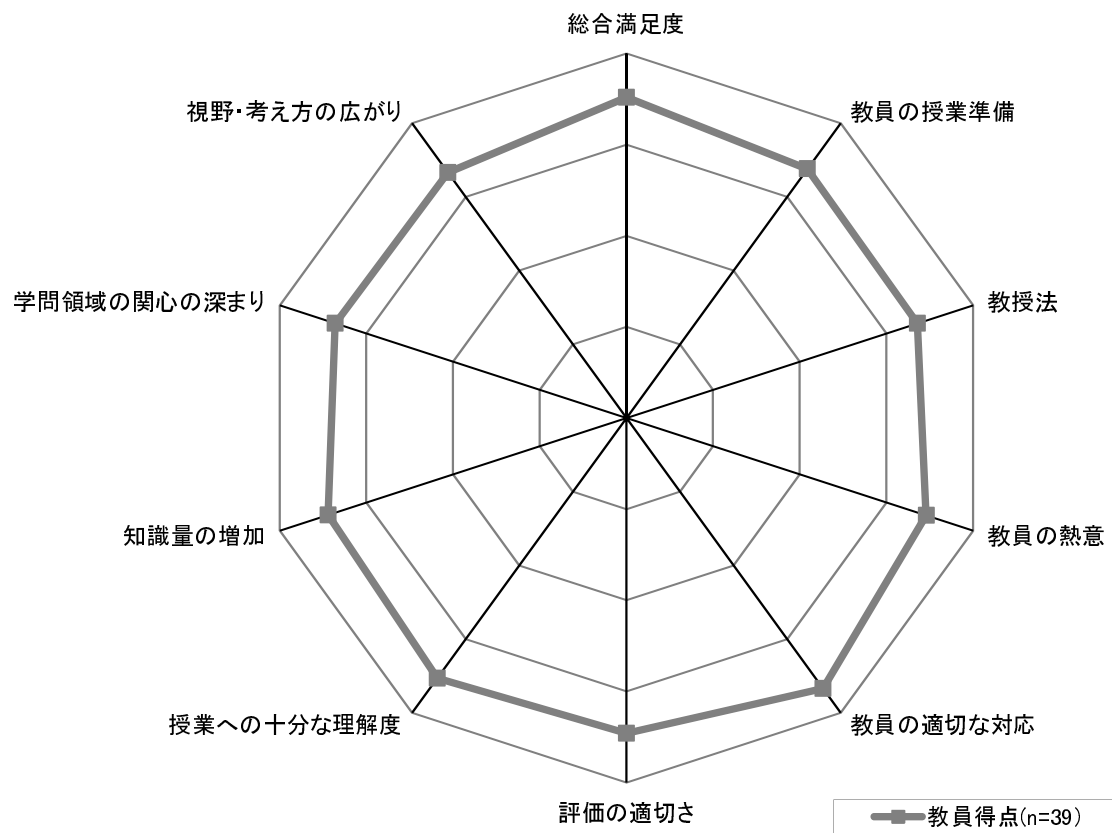 総合満足度
視野・考え方の広がり
教員の授業準備
学問領域の関心の深まり
教授法
知識量の増加
教員の熱意
授業への十分な理解度
教員の適切な対応
評価の適切さ
教員得点(n=39)